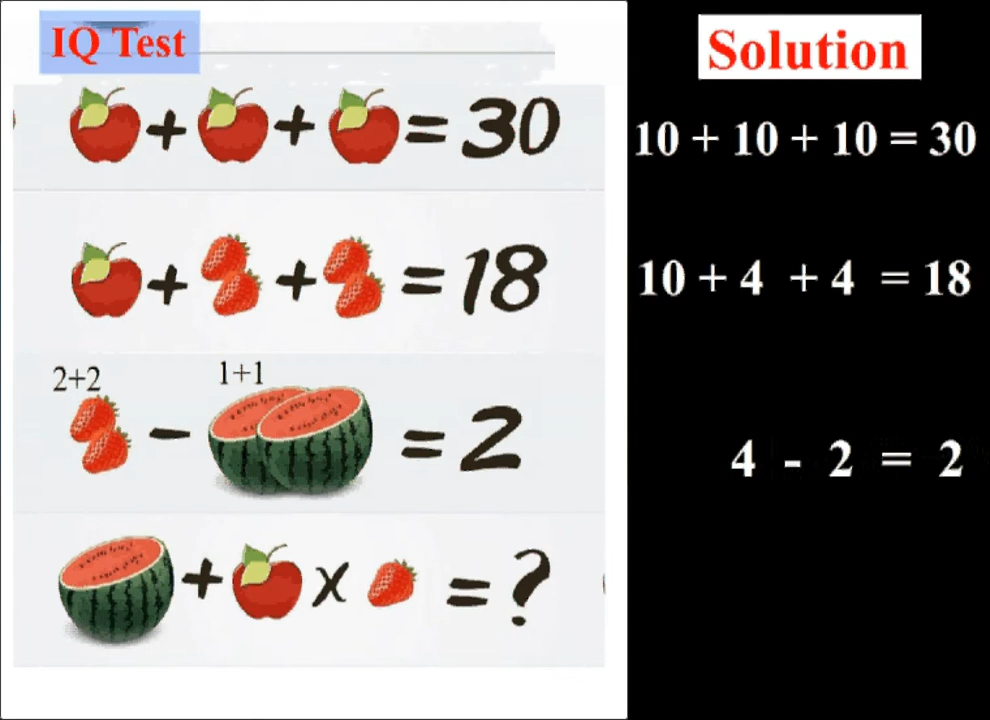 IQ Test
+ + = 30
+ + = 18
2+2 1+1
- = 2
+ x = ?
Solution
10 + 10 + 10 = 30
10 + 4 + 4 = 18
4 - 2 = 2